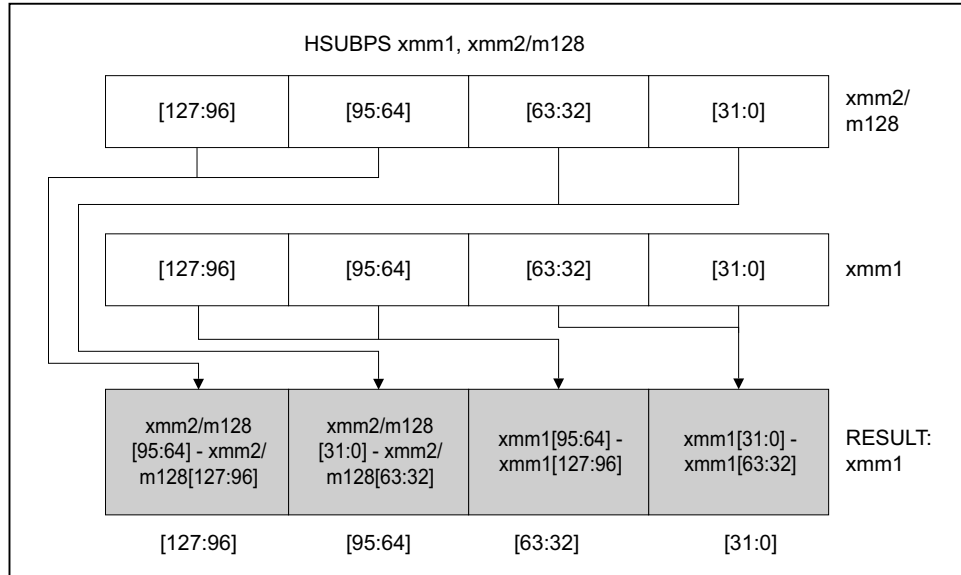 HSUBPS xmm1, xmm2/m128
[127:96] [95:64] [63:32] [31:0]
xmm2/
m128
[127:96] [95:64] [63:32] [31:0] xmm1
xmm2/m128
[95:64] - xmm2/
m128[127:96]
xmm2/m128
[31:0] - xmm2/
m128[63:32]
xmm1[95:64] -
xmm1[127:96]
xmm1[31:0] -
xmm1[63:32]
RESULT:
xmm1
[127:96] [95:64] [63:32] [31:0]